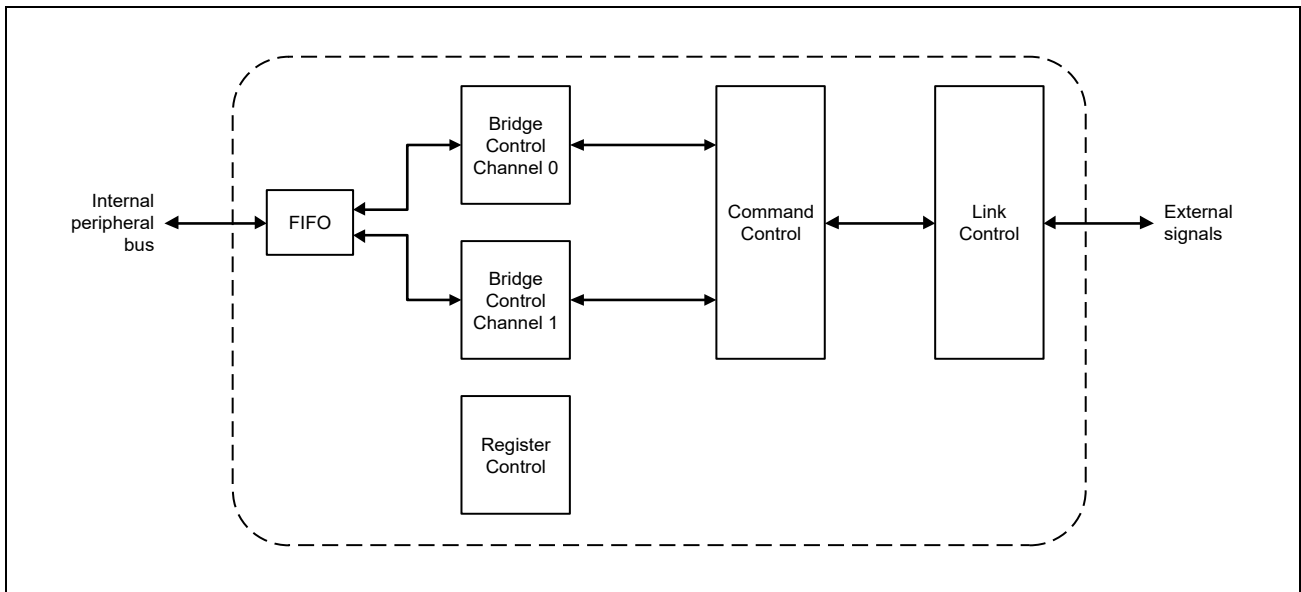 Internal
peripheral
bus
FIFO
Bridge
Control
Channel 0
Bridge
Control
Channel 1
Register
Control
Command
Control
Link
Control
External
signals